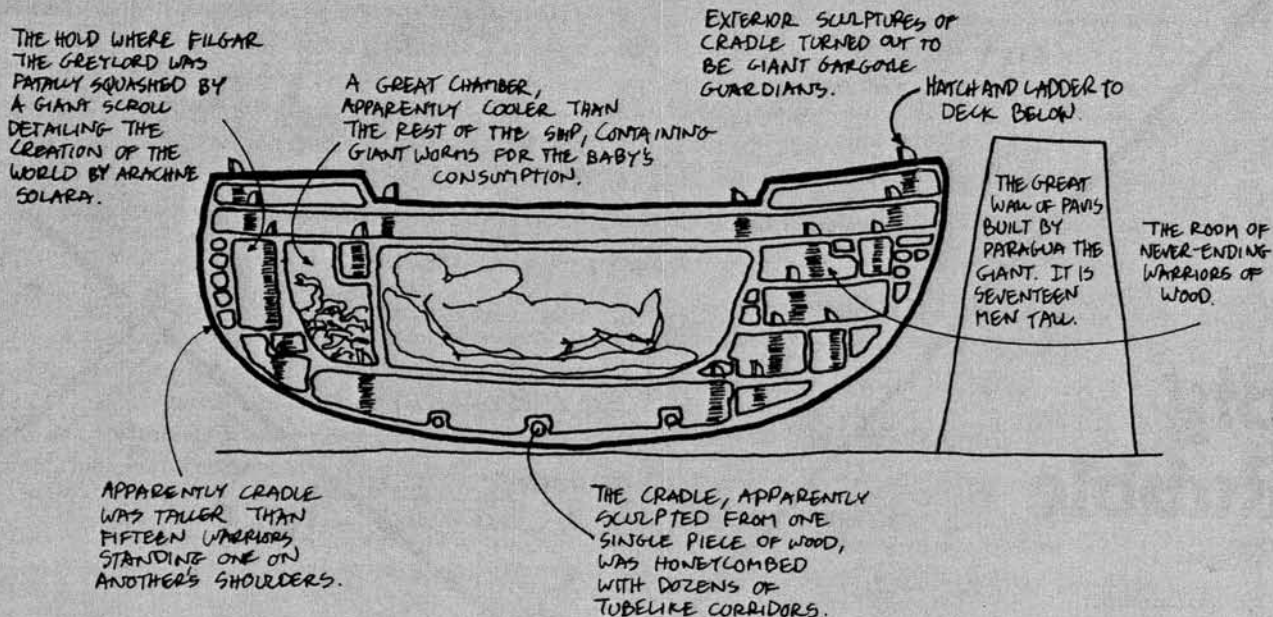 THE HOLD WHERE FILGAR
THE GREYLORD WAS
FATALLY SQUASHED BY
A GIANT SCROLL
DETAILING THE
CREATION OF THE
WORLD BY ARACHNE
SOLARA.
A GREAT CHAMBER,
APPARENTLY COOLER THAN
THE REST OF THE SHIP, CONTAINING
GIANT WORMS FOR THE BABY'S
CONSUMPTION.
EXTERIOR SCULPTURES OF
CRADLE TURNED OUT TO
BE GIANT GARGOYLE
GUARDIANS.
HATCH AND LADDER TO
DECK BELOW.
THE GREAT
WALL OF PAVIS
BUILT BY
PARAGUA THE
GIANT. IT IS
SEVENTEEN
MEN TALL.
THE ROOM OF
NEVER-ENDING
WARRIORS OF
WOOD.
APPARENTLY CRADLE
WAS TALLER THAN
FIFTEEN WARRIORS
STANDING ONE ON
ANOTHER'S SHOULDERS.
THE CRADLE, APPARENTLY
SCULPTED FROM ONE
SINGLE PIECE OF WOOD,
WAS HONEYCOMBED
WITH DOZENS OF
TUBELIKE CORRIDORS.